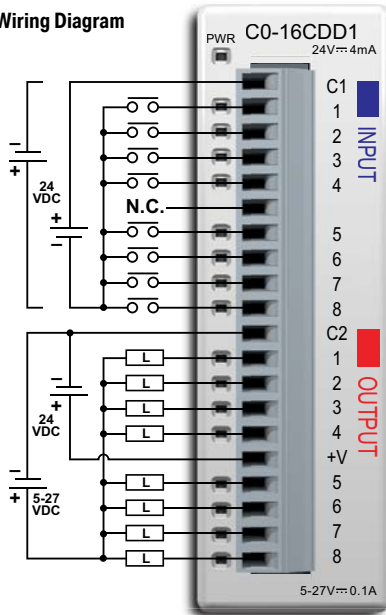 Wiring Diagram
PWR
C0-16CDD1
24V⎓4mA
C1
1
2
3
4
INPUT
24
VDC
N.C.
5
6
7
8
C2
1
2
3
4
+V
5
6
7
8
OUTPUT
L
L
L
L
24
VDC
5-27
VDC
L
L
L
L
5-27V⎓0.1A